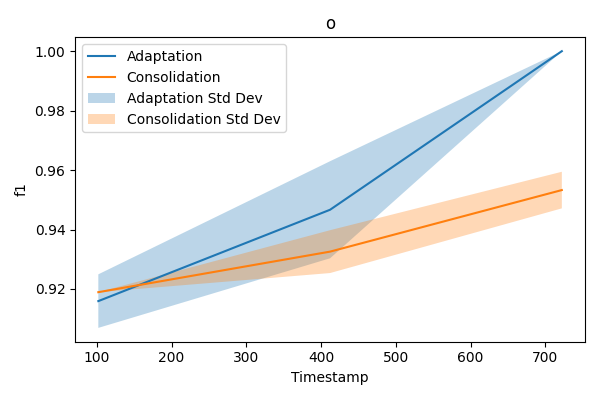 o
1.00
0.98
0.96
0.94
0.92
f1
Adaptation
Consolidation
Adaptation Std Dev
Consolidation Std Dev
100 200 300 400 500 600 700
Timestamp